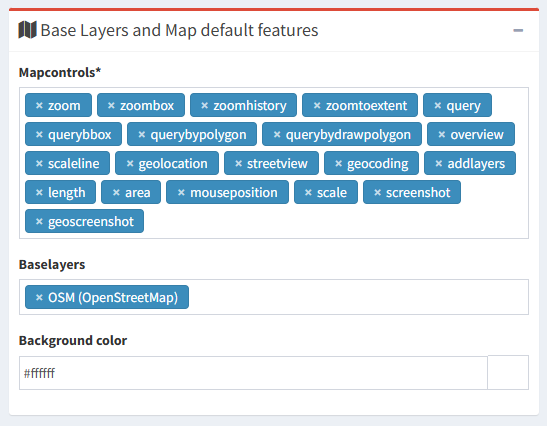 Base Layers and Map default features
Mapcontrols*
× zoom × zoombox × zoomhistory × zoomtoextent × query
× querybbox × querybypolygon × querybydrawpolygon × overview
× scaleline × geolocation × streetview × geocoding × addlayers
× length × area × mouseposition × scale × screenshot
× geoscreenshot
Baselayers
× OSM (OpenStreetMap)
Background color
#ffffff